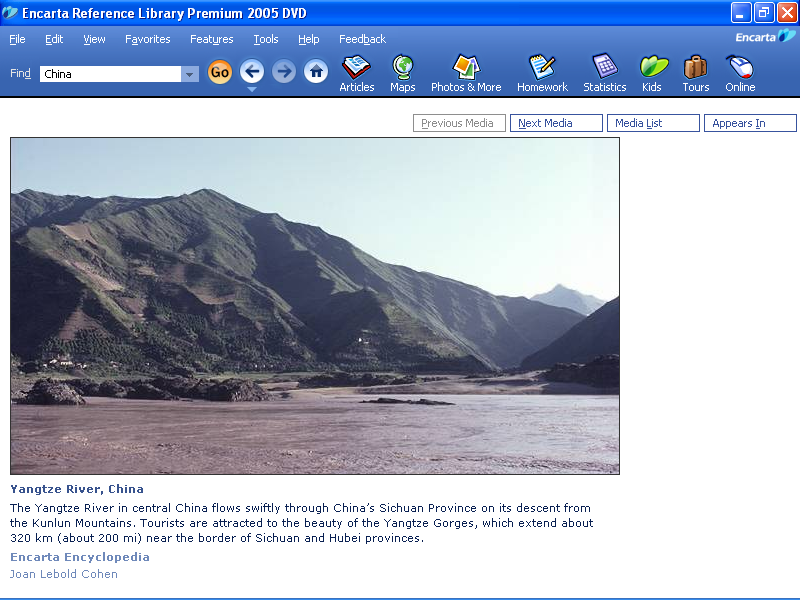 Encarta Reference Library Premium 2005 DVD
File Edit View Favorites Features Tools Help Feedback
Encarta
Find China Go
Articles Maps Photos & More Homework Statistics Kids Tours Online
Previous Media Next Media Media List Appears In
Yangtze River, China
The Yangtze River in central China flows swiftly through China's Sichuan Province on its descent from
the Kunlun Mountains. Tourists are attracted to the beauty of the Yangtze Gorges, which extend about
320 km (about 200 mi) near the border of Sichuan and Hubei provinces.
Encarta Encyclopedia
Joan Lebold Cohen